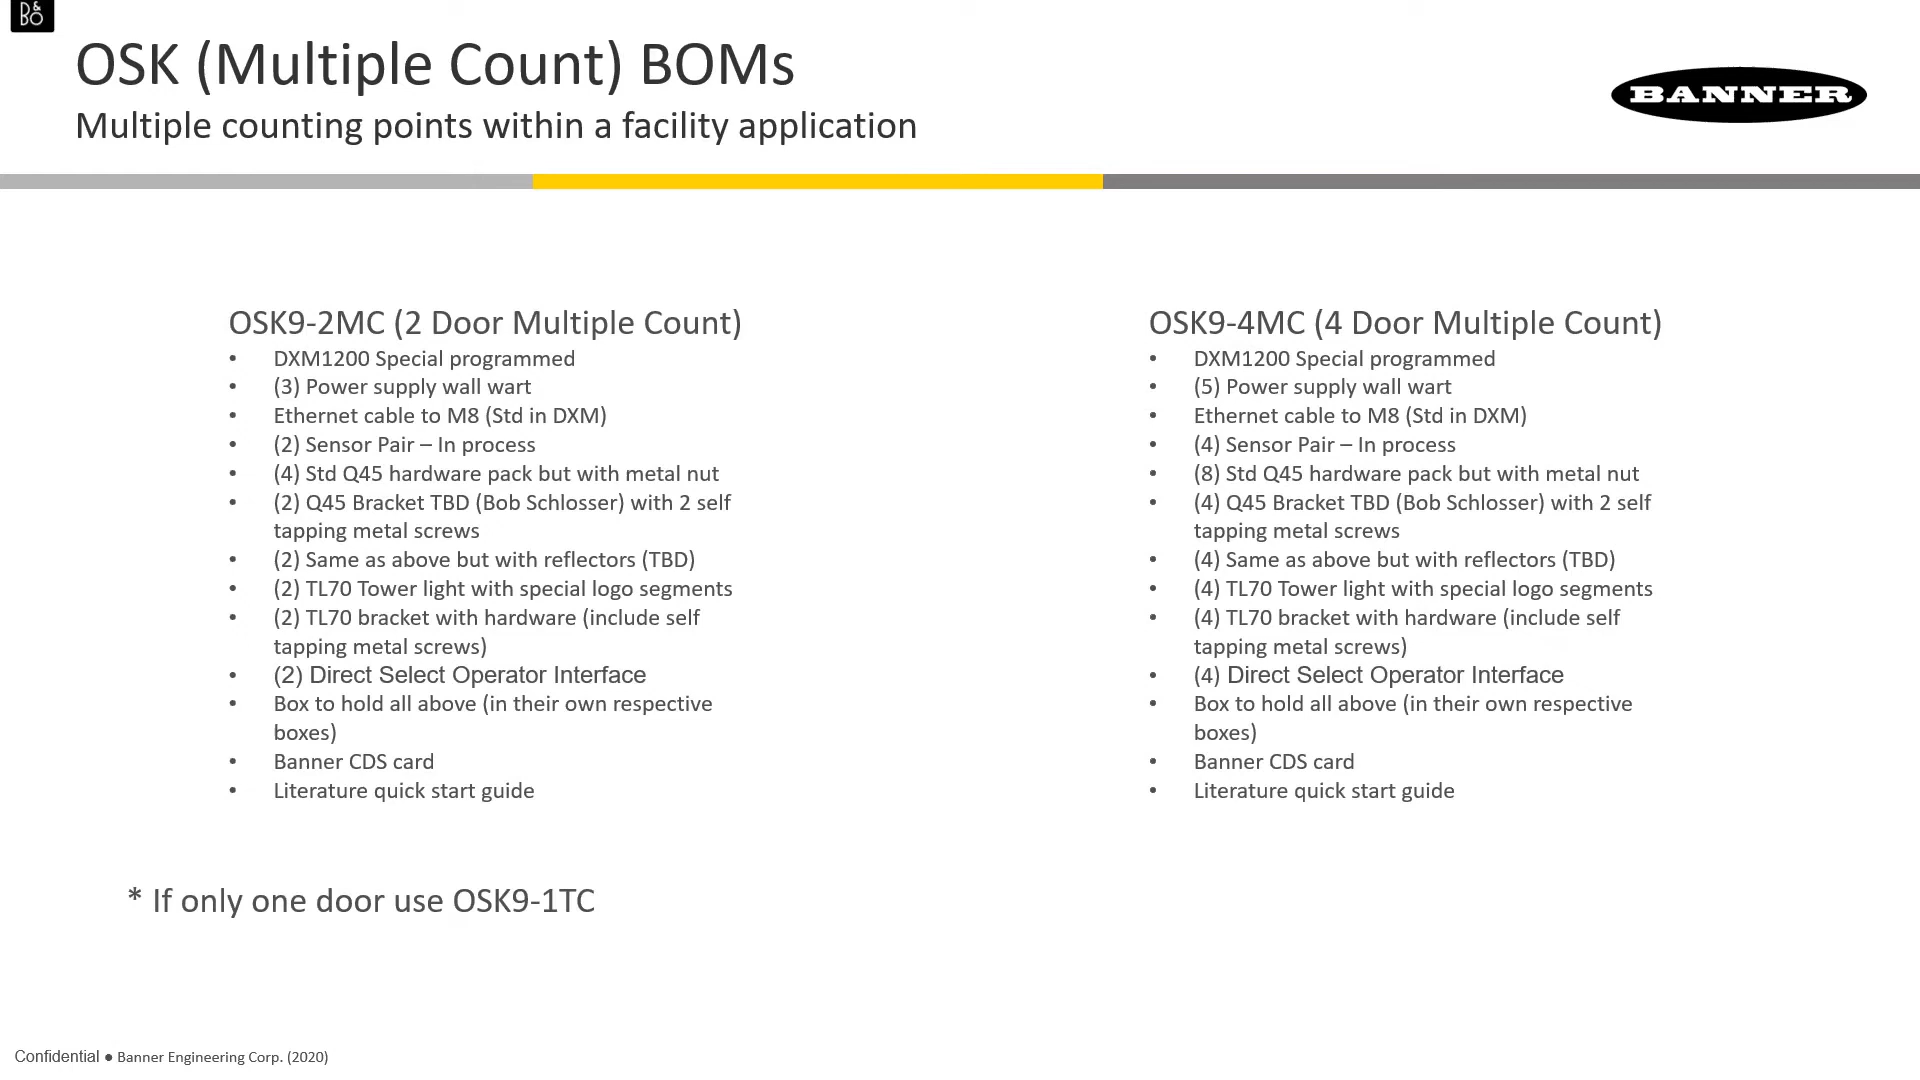 B&O
OSK (Multiple Count) BOMs
Multiple counting points within a facility application
BANNER
OSK9-2MC (2 Door Multiple Count)
• DXM1200 Special programmed
• (3) Power supply wall wart
• Ethernet cable to M8 (Std in DXM)
• (2) Sensor Pair – In process
• (4) Std Q45 hardware pack but with metal nut
• (2) Q45 Bracket TBD (Bob Schlosser) with 2 self
tapping metal screws
• (2) Same as above but with reflectors (TBD)
• (2) TL70 Tower light with special logo segments
• (2) TL70 bracket with hardware (include self
tapping metal screws)
• (2) Direct Select Operator Interface
• Box to hold all above (in their own respective
boxes)
• Banner CDS card
• Literature quick start guide
OSK9-4MC (4 Door Multiple Count)
• DXM1200 Special programmed
• (5) Power supply wall wart
• Ethernet cable to M8 (Std in DXM)
• (4) Sensor Pair – In process
• (8) Std Q45 hardware pack but with metal nut
• (4) Q45 Bracket TBD (Bob Schlosser) with 2 self
tapping metal screws
• (4) Same as above but with reflectors (TBD)
• (4) TL70 Tower light with special logo segments
• (4) TL70 bracket with hardware (include self
tapping metal screws)
• (4) Direct Select Operator Interface
• Box to hold all above (in their own respective
boxes)
• Banner CDS card
• Literature quick start guide
* If only one door use OSK9-1TC
Confidential ● Banner Engineering Corp. (2020)